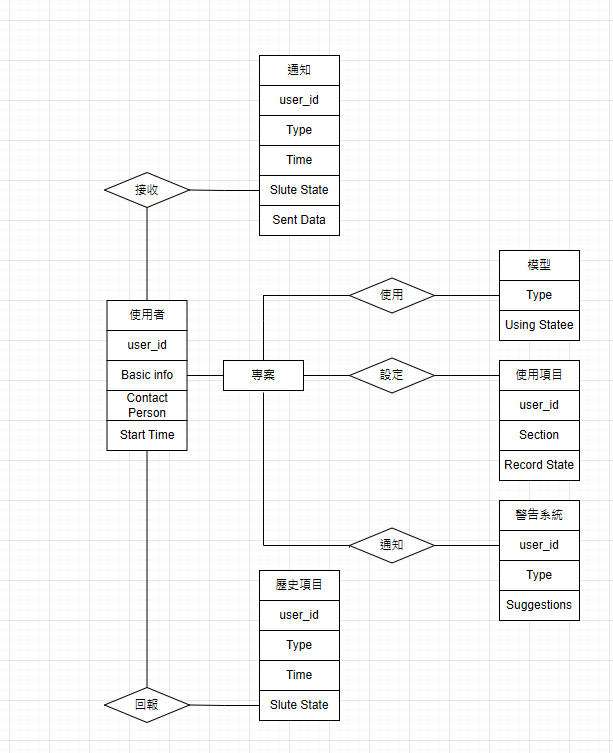 通知
user_id
Type
Time
Slute State
Sent Data
接收
使用者
user_id
Basic info
Contact
Person
Start Time
專案
使用
模型
Type
Using Statee
設定
使用項目
user_id
Section
Record State
通知
警告系統
user_id
Type
Suggestions
歷史項目
user_id
Type
Time
Slute State
回報